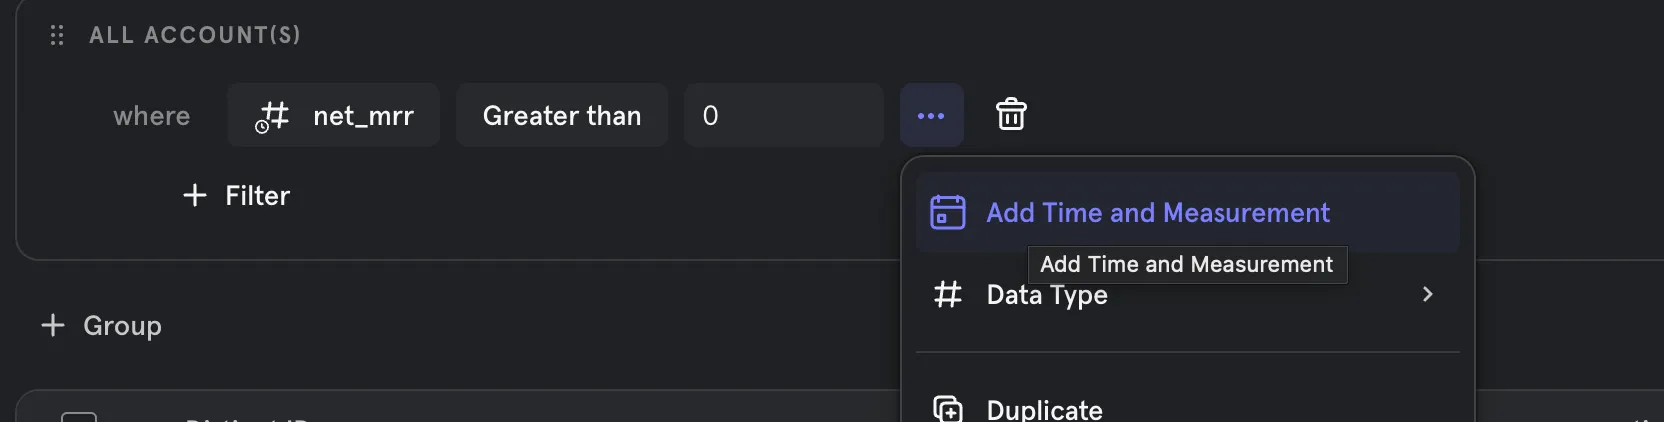 ALL ACCOUNT(S)
where net_mrr Greater than 0
Filter
Add Time and Measurement
Add Time and Measurement
Data Type
Group
Duplicate